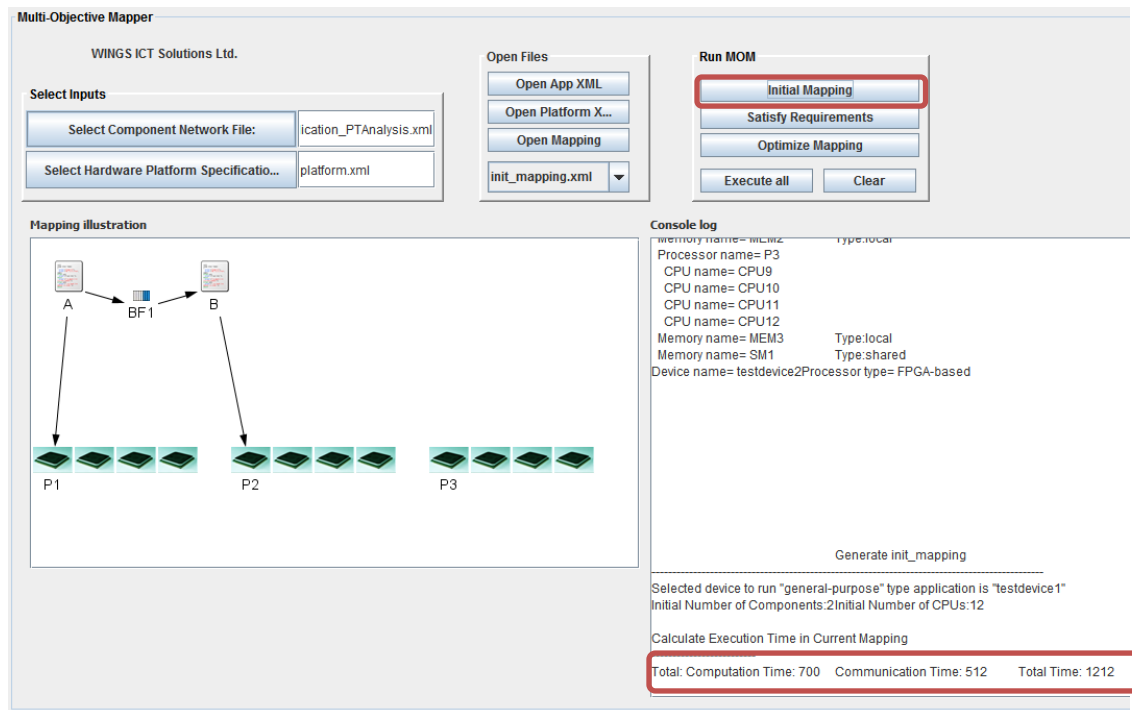 Multi-Objective Mapper
WINGS ICT Solutions Ltd.
Select Inputs
Select Component Network File:
ication_PTAnalysis.xml
Select Hardware Platform Specificatio...
platform.xml
Open Files
Open App XML
Open Platform X...
Open Mapping
init_mapping.xml
Run MOM
Initial Mapping
Satisfy Requirements
Optimize Mapping
Execute all
Clear
Mapping illustration
A
BF1
B
P1
P2
P3
Console log
Memory name= MEM2 Type:local
Processor name= P3
CPU name= CPU9
CPU name= CPU10
CPU name= CPU11
CPU name= CPU12
Memory name= MEM3 Type:local
Memory name= SM1 Type:shared
Device name= testdevice2Processor type= FPGA-based
Generate init_mapping
Selected device to run "general-purpose" type application is "testdevice1"
Initial Number of Components:2Initial Number of CPUs:12
Calculate Execution Time in Current Mapping
Total: Computation Time: 700 Communication Time: 512 Total Time: 1212